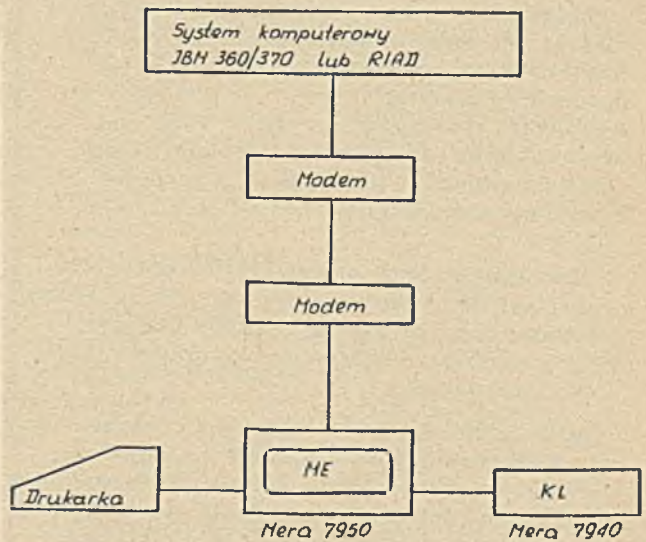 System komputerowy
IBM 360/370 lub RIAD
Modem
Modem
Drukarka
ME
KL
Mera 7950
Mera 7940